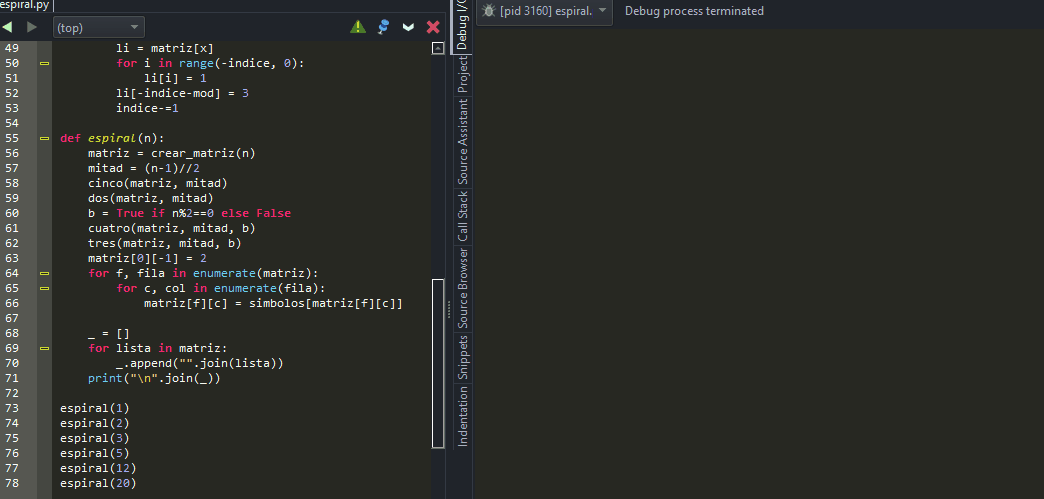 espiral.py
(top)
49 li = matriz[x]
50 for i in range(-indice, 0):
51 li[i] = 1
52 li[-indice-mod] = 3
53 indice-=1
54
55 def espiral(n):
56 matriz = crear_matriz(n)
57 mitad = (n-1)//2
58 cinco(matriz, mitad)
59 dos(matriz, mitad)
60 b = True if n%2==0 else False
61 cuatro(matriz, mitad, b)
62 tres(matriz, mitad, b)
63 matriz[0][-1] = 2
64 for f, fila in enumerate(matriz):
65 for c, col in enumerate(fila):
66 matriz[f][c] = simbolos[matriz[f][c]]
67
68 _ = []
69 for lista in matriz:
70 _.append("".join(lista))
71 print("\n".join(_))
72
73 espiral(1)
74 espiral(2)
75 espiral(3)
76 espiral(5)
77 espiral(12)
78 espiral(20)
Debug I/O
Project
Source Assistant
Call Stack
Source Browser
Snippets
Indentation
[pid 3160] espiral.
Debug process terminated